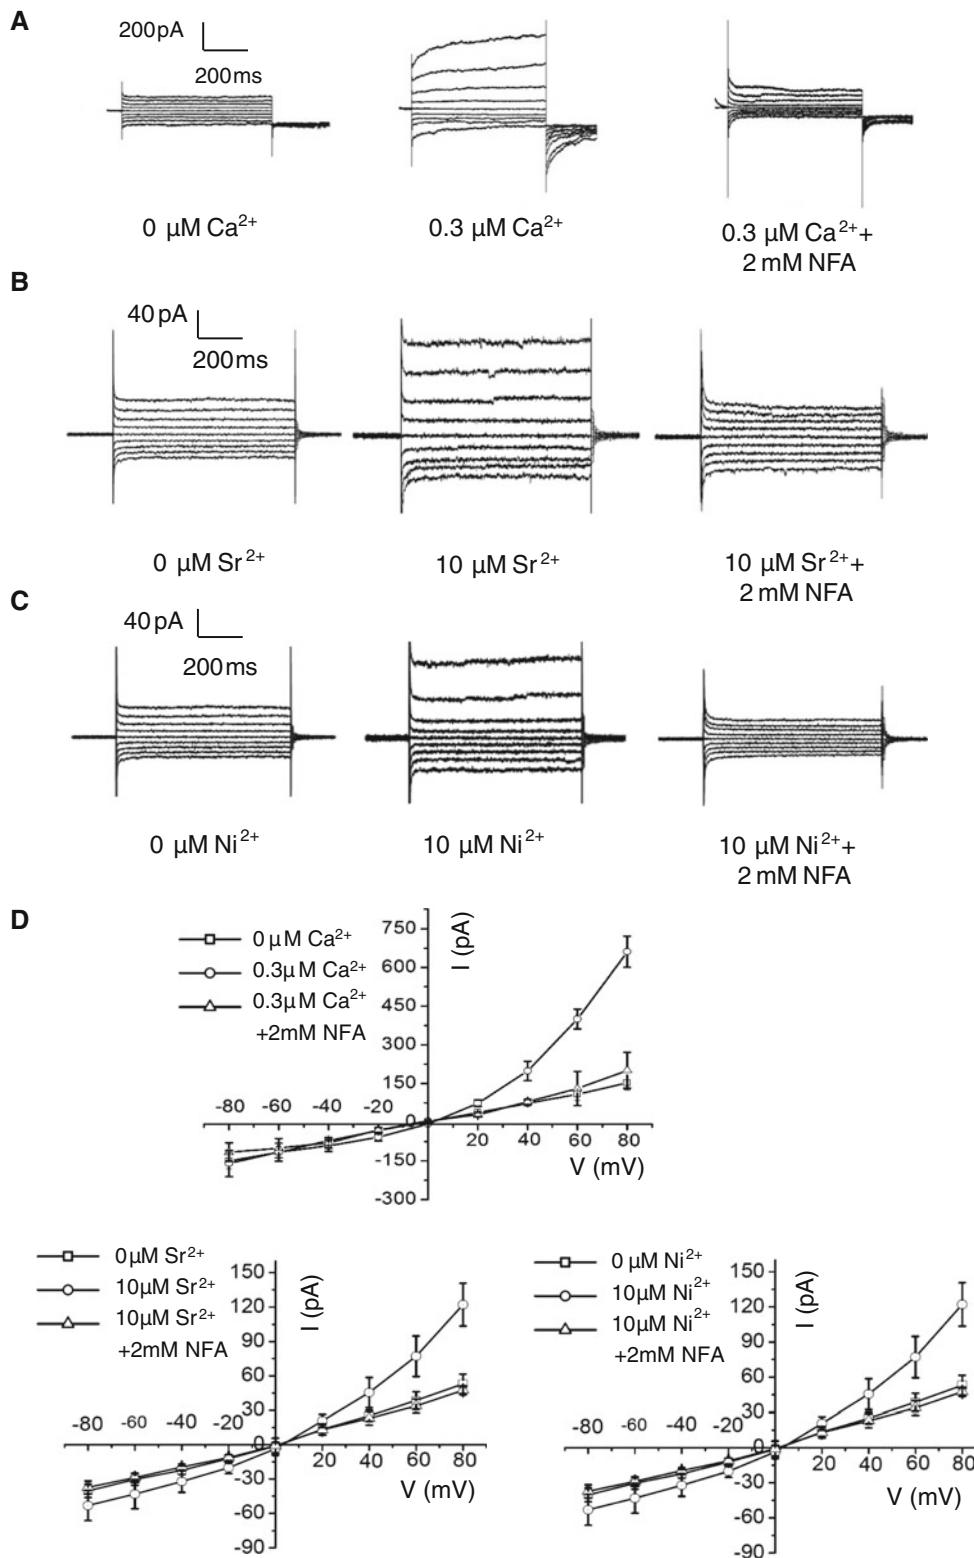 A
200pA
200ms
0 µM Ca2+
0.3 µM Ca2+
0.3 µM Ca2++
2 mM NFA
B
40 pA
200ms
0 µM Sr2+
10 µM Sr2+
10 µM Sr2++
2 mM NFA
C
40 pA
200ms
0 µM Ni2+
10 µM Ni2+
10 µM Ni2++
2 mM NFA
D
0 µM Ca2+
0.3µM Ca2+
0.3µM Ca2+
+2mM NFA
I (pA)
750
600
450
300
150
0
-150
-300
-80 -60 -40 -20
20 40 60 80
V (mV)
0µM Sr2+
10µM Sr2+
10µM Sr2+
+2mM NFA
I (pA)
150
120
90
60
30
0
-30
-60
-90
-80 -60 -40 -20
20 40 60 80
V (mV)
0 µM Ni2+
10µM Ni2+
10µM Ni2+
+2mM NFA
I (pA)
150
120
90
60
30
0
-30
-60
-90
-80 -60 -40 -20
20 40 60 80
V (mV)